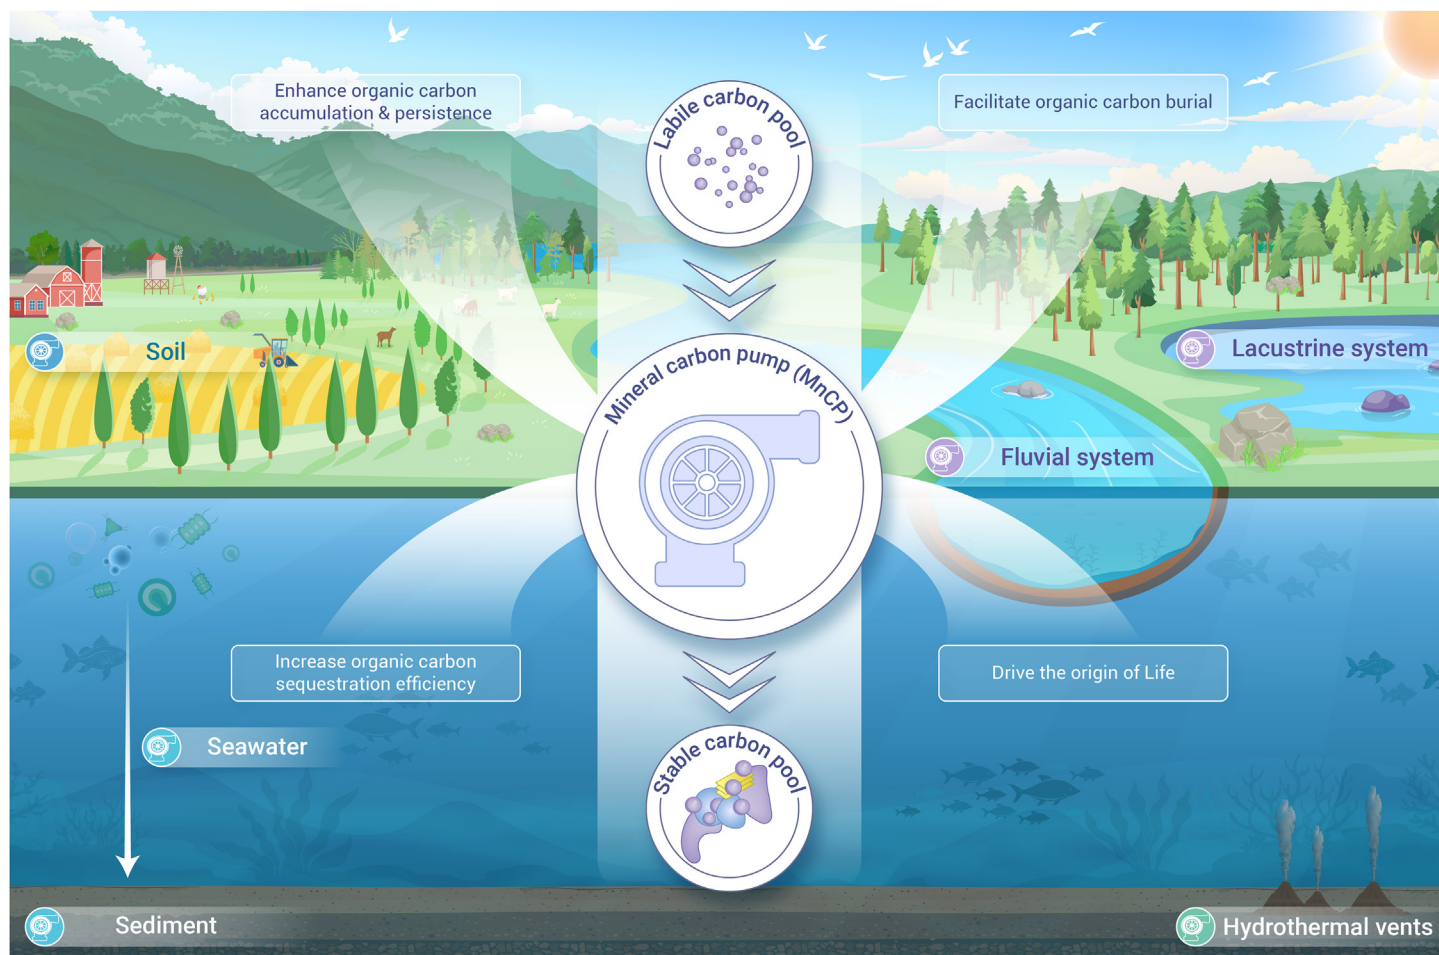 Enhance organic carbon
accumulation & persistence
Labile carbon pool
Facilitate organic carbon burial
Soil
Mineral carbon pump (MnCP)
Lacustrine system
Fluvial system
Increase organic carbon
sequestration efficiency
Drive the origin of Life
Seawater
Stable carbon pool
Sediment
Hydrothermal vents